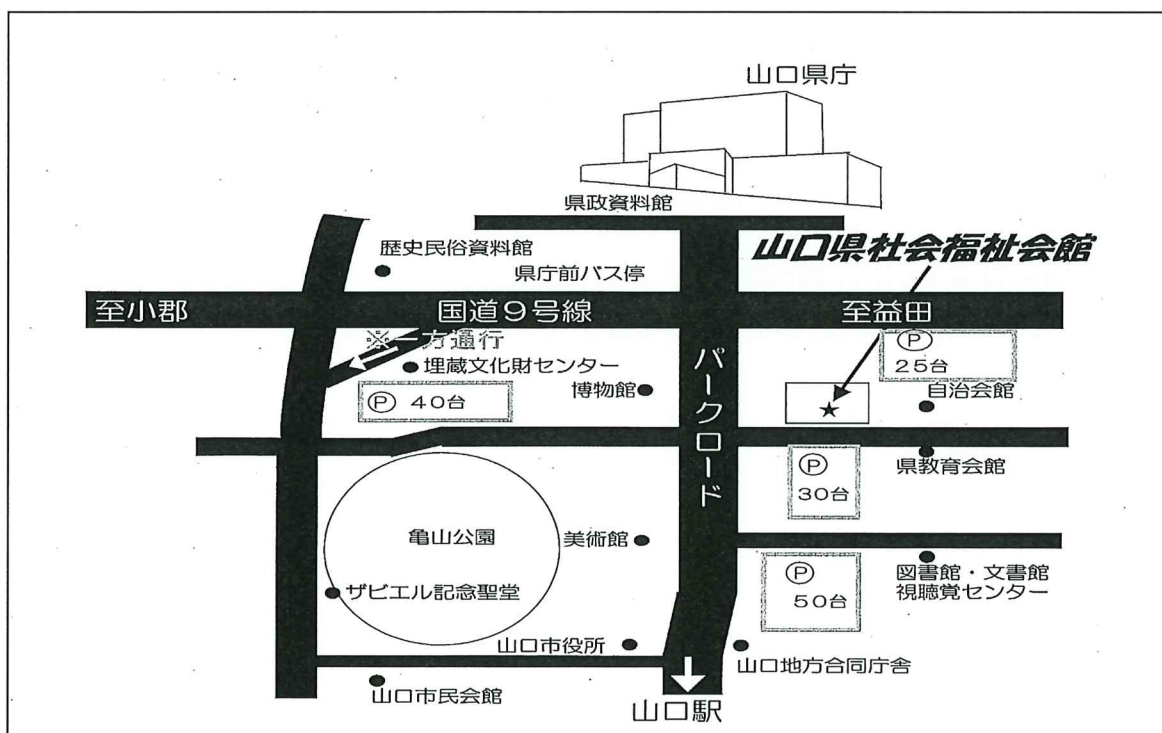 山口県庁
県政資料館
山口県社会福祉会館
歴史民俗資料館
県庁前バス停
至小郡
国道9号線
至益田
※一方通行
埋蔵文化財センター
Ⓟ 40台
博物館
パークロード
Ⓟ
25台
自治会館
★
Ⓟ
30台
県教育会館
亀山公園
美術館
ザビエル記念聖堂
Ⓟ
50台
図書館・文書館
視聴覚センター
山口市役所
山口地方合同庁舎
山口市民会館
山口駅